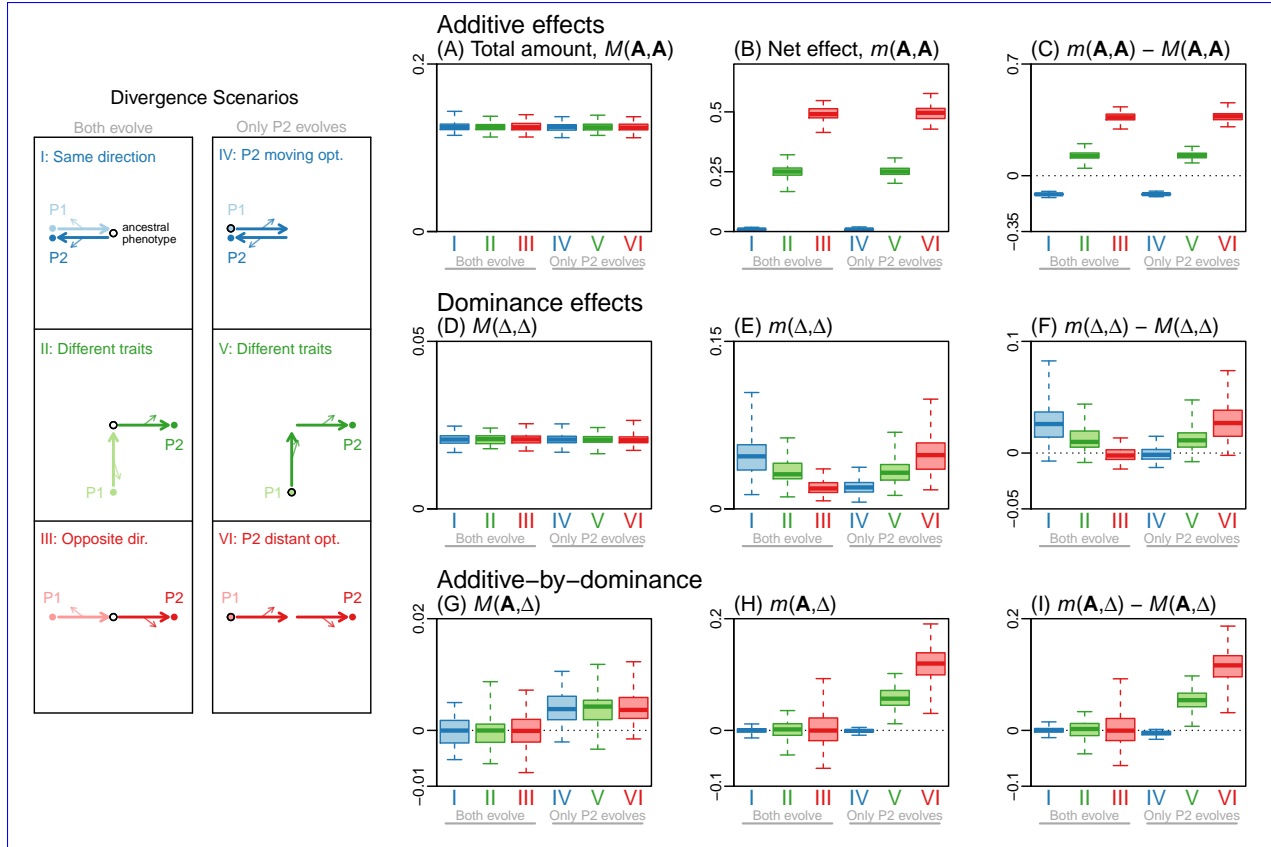 Divergence Scenarios
Both evolve
Only P2 evolves
I: Same direction
P1
P2
ancestral
phenotype
IV: P2 moving opt.
P1
P2
II: Different traits
P2
P1
V: Different traits
P2
P1
III: Opposite dir.
P1
P2
VI: P2 distant opt.
P1
P2
Additive effects
(A) Total amount, M(A,A)
0.2
0
I II III IV V VI
Both evolve Only P2 evolves
(B) Net effect, m(A,A)
0.5
0.25
0
I II III IV V VI
Both evolve Only P2 evolves
(C) m(A,A) − M(A,A)
0.7
0
−0.35
I II III IV V VI
Both evolve Only P2 evolves
Dominance effects
(D) M(Δ,Δ)
0.05
0
I II III IV V VI
Both evolve Only P2 evolves
(E) m(Δ,Δ)
0.15
0
I II III IV V VI
Both evolve Only P2 evolves
(F) m(Δ,Δ) − M(Δ,Δ)
0.1
0
−0.05
I II III IV V VI
Both evolve Only P2 evolves
Additive−by−dominance
(G) M(A,Δ)
0.02
0
−0.01
I II III IV V VI
Both evolve Only P2 evolves
(H) m(A,Δ)
0.2
0
−0.1
I II III IV V VI
Both evolve Only P2 evolves
(I) m(A,Δ) − M(A,Δ)
0.2
0
−0.1
I II III IV V VI
Both evolve Only P2 evolves